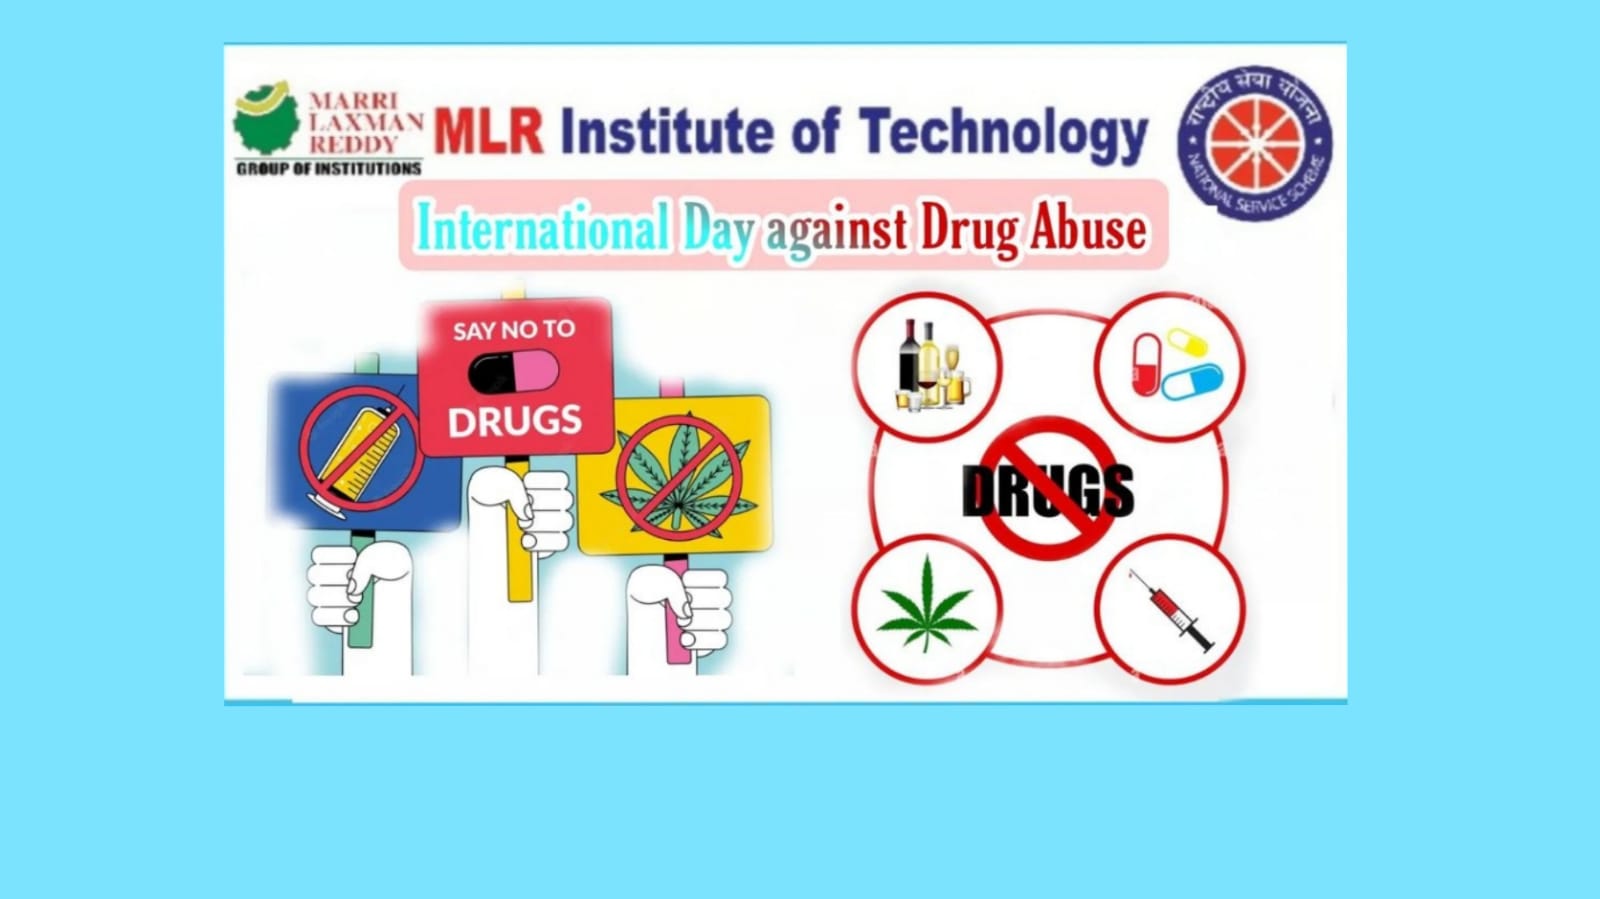 MARRI
LAXMAN
REDDY
GROUP OF INSTITUTIONS
MLR Institute of Technology
राष्ट्रीय सेवा योजना
NATIONAL SERVICE SCHEME
International Day against Drug Abuse
SAY NO TO
DRUGS
DRUGS